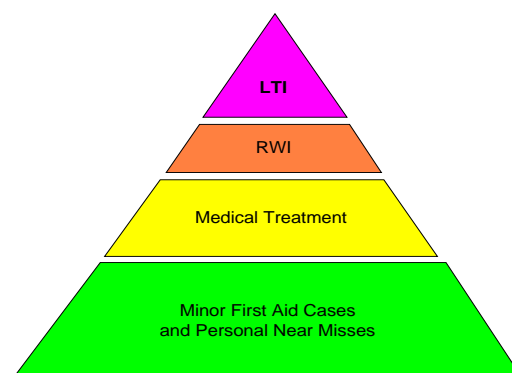 LTI
RWI
Medical Treatment
Minor First Aid Cases
and Personal Near Misses